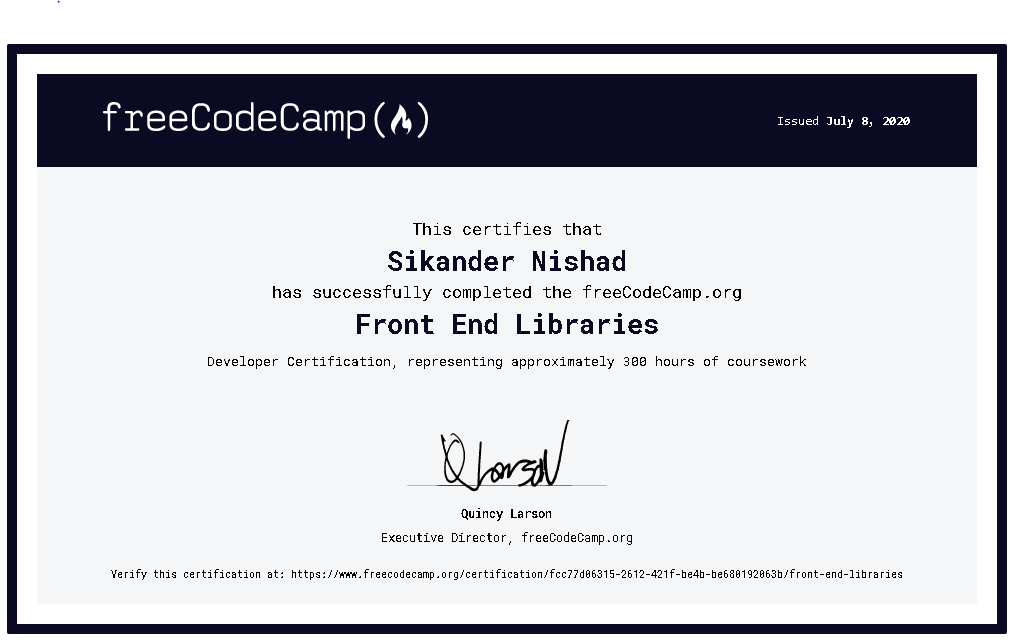 freeCodeCamp(🔥)
Issued July 8, 2020
This certifies that
Sikander Nishad
has successfully completed the freeCodeCamp.org
Front End Libraries
Developer Certification, representing approximately 300 hours of coursework
Q Larson
Quincy Larson
Executive Director, freeCodeCamp.org
Verify this certification at: https://www.freecodecamp.org/certification/fcc77d06315-2612-421f-be4b-be680192063b/front-end-libraries